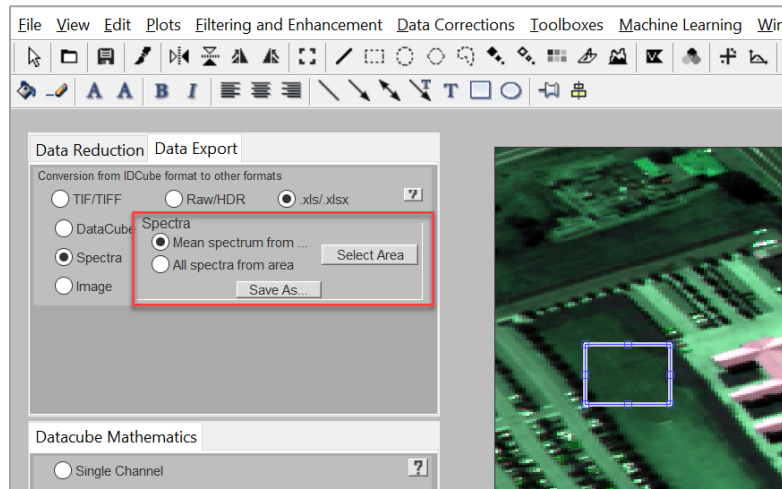 File View Edit Plots Filtering and Enhancement Data Corrections Toolboxes Machine Learning
A A B I T T
Data Reduction Data Export
Conversion from IDCube format to other formats
TIF/TIFF Raw/HDR .xls/.xlsx ?
DataCube Spectra
Mean spectrum from ...
Spectra Select Area
All spectra from area
Image Save As...
Datacube Mathematics
Single Channel ?